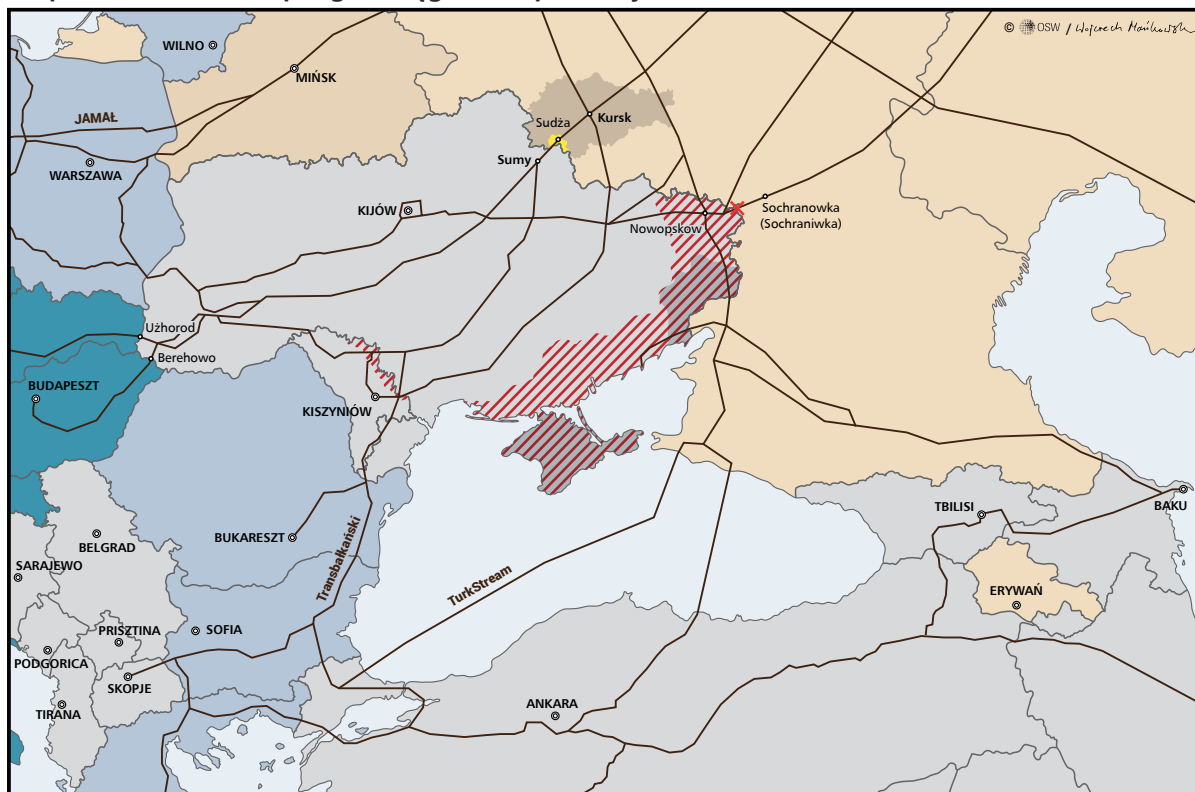 © OSW / Wojciech Mańkowski
WILNO
MIŃSK
JAMAŁ
WARSZAWA
Kursk
Sudża
Sumy
KIJÓW
Sochranowka
(Sochraniwka)
Nowopskow
Użhorod
Berehowo
BUDAPESZT
KISZYNIÓW
BUKARESZT
Transbałkański
TurkStream
BELGRAD
SARAJEWO
PRISZTINA
SOFIA
PODGORICA
SKOPJE
TIRANA
ANKARA
TBILISI
BAKU
ERYWAŃ